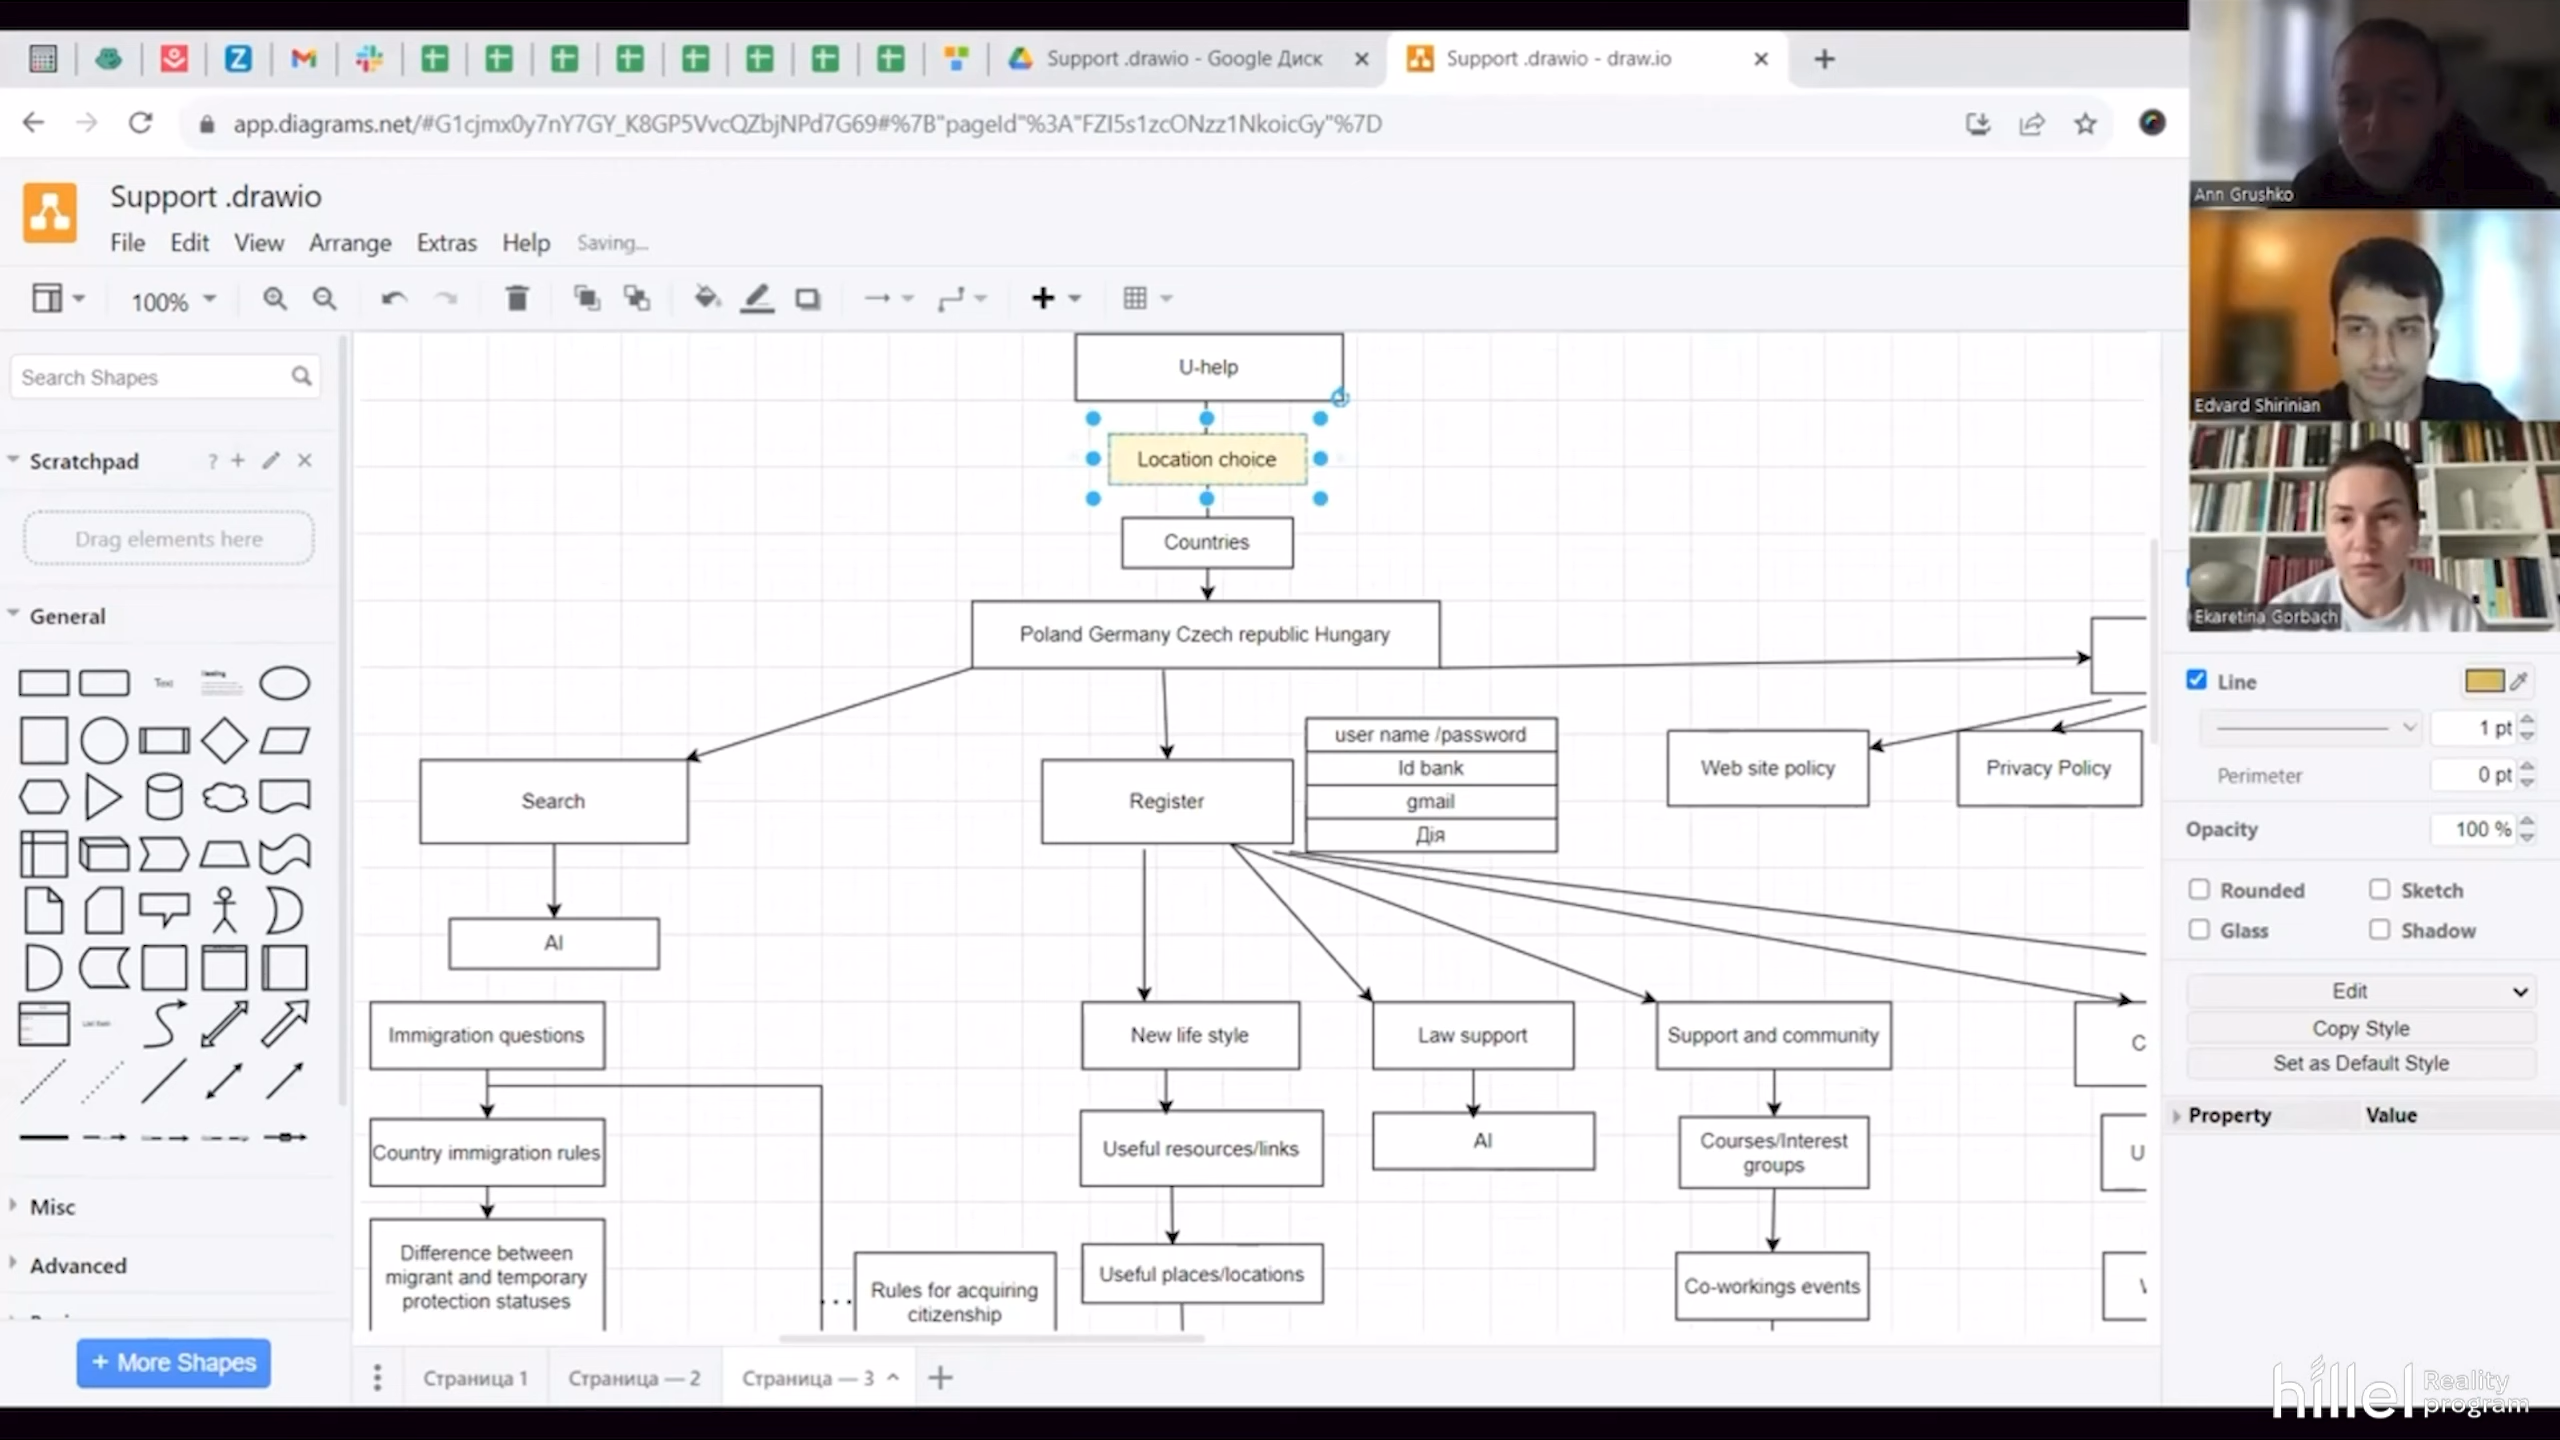 Support .drawio - Google Диск
Support .drawio - draw.io
app.diagrams.net/#G1cjmx0y7nY7GY_K8GP5VvcQZbjNPd7G69#%7B"pageId"%3A"FZI5s1zcONzz1NkoicGy"%7D
Support .drawio
File Edit View Arrange Extras Help Saving...
100%
Search Shapes
Scratchpad
Drag elements here
General
Text
Heading
List Item
Misc
Advanced
+ More Shapes
U-help
Location choice
Countries
Poland Germany Czech republic Hungary
Search
Register
user name /password
Id bank
gmail
Дія
Web site policy
Privacy Policy
AI
Immigration questions
New life style
Law support
Support and community
C
Country immigration rules
Useful resources/links
AI
Courses/Interest
groups
U
Difference between
migrant and temporary
protection statuses
Rules for acquiring
citizenship
Useful places/locations
Co-workings events
Страница 1
Страница — 2
Страница — 3
Ann Grushko
Edvard Shirinian
Ekaretina Gorbach
Line
1 pt
Perimeter
0 pt
Opacity
100 %
Rounded
Sketch
Glass
Shadow
Edit
Copy Style
Set as Default Style
Property
Value
hillel Reality
program